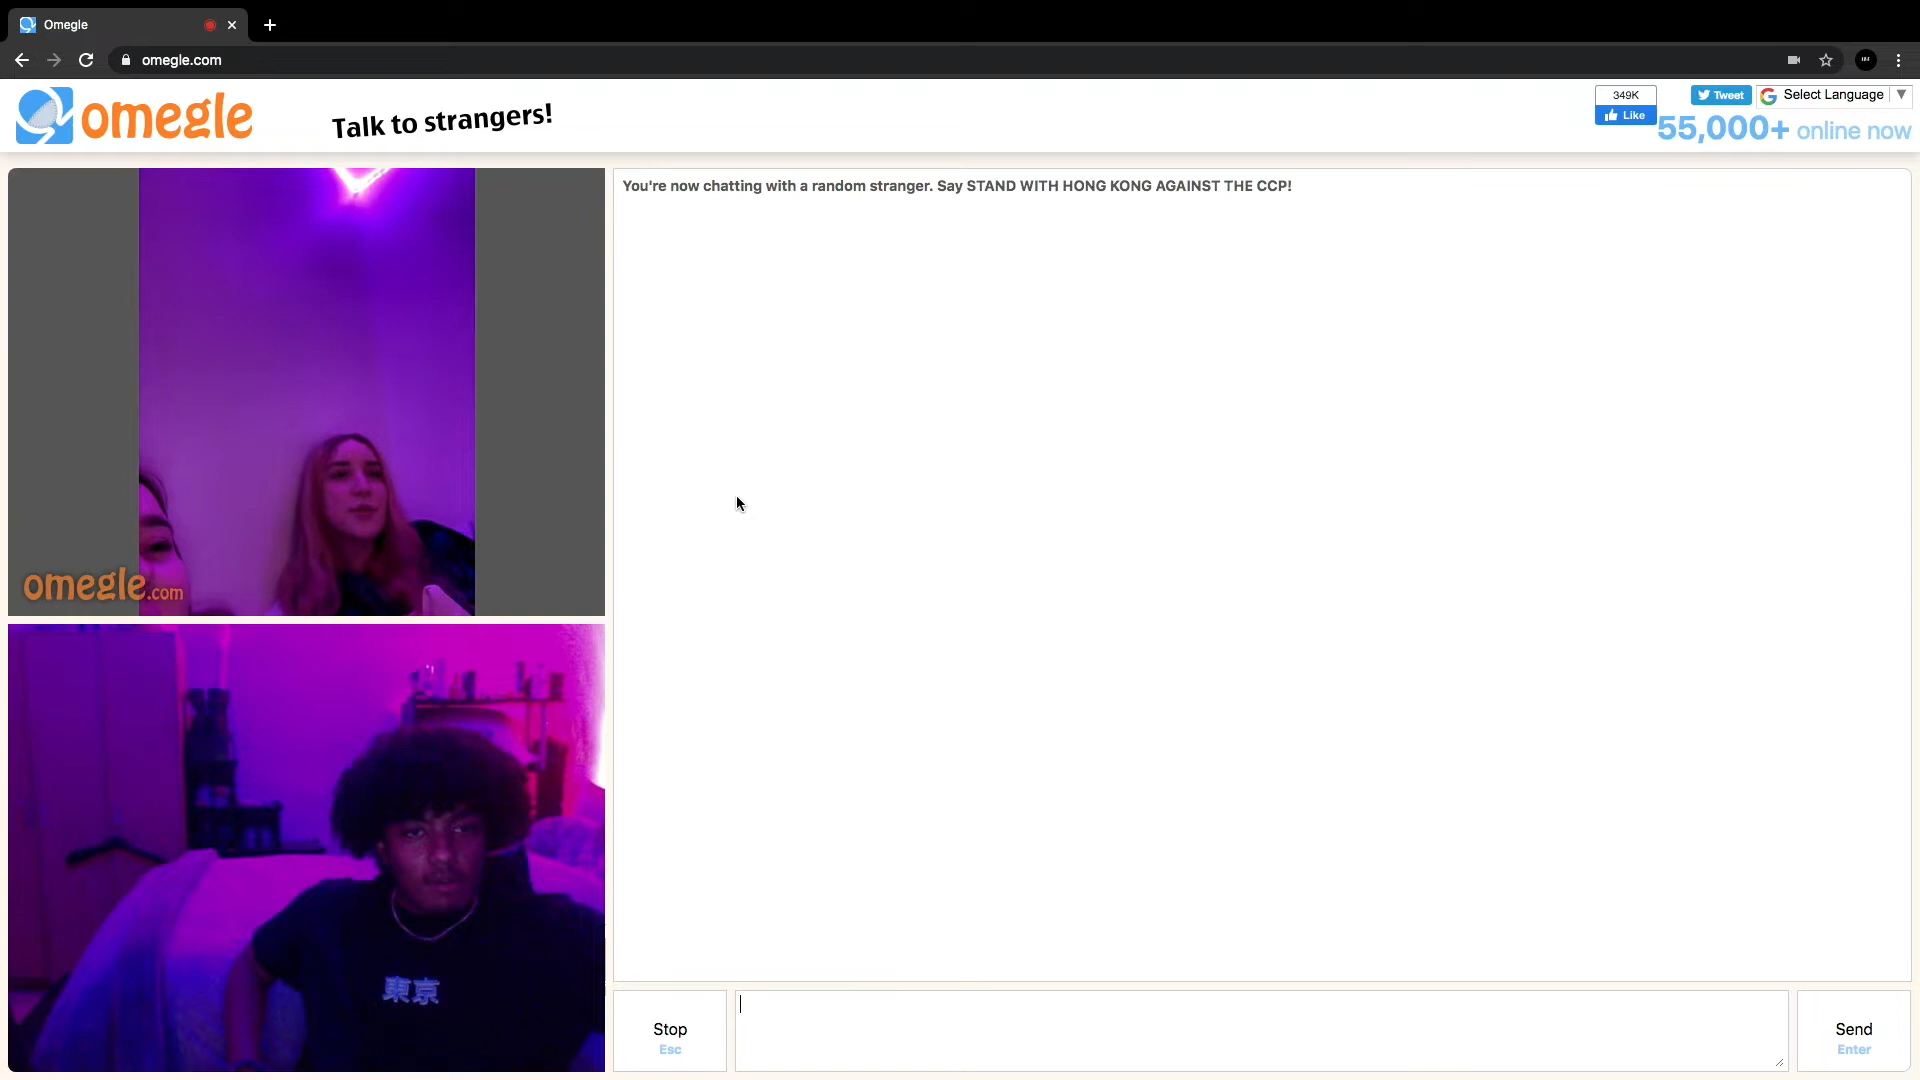 Omegle
omegle.com
omegle
Talk to strangers!
349K
Like
Tweet
Select Language
55,000+ online now
You're now chatting with a random stranger. Say STAND WITH HONG KONG AGAINST THE CCP!
omegle.com
東京
Stop
Esc
Send
Enter